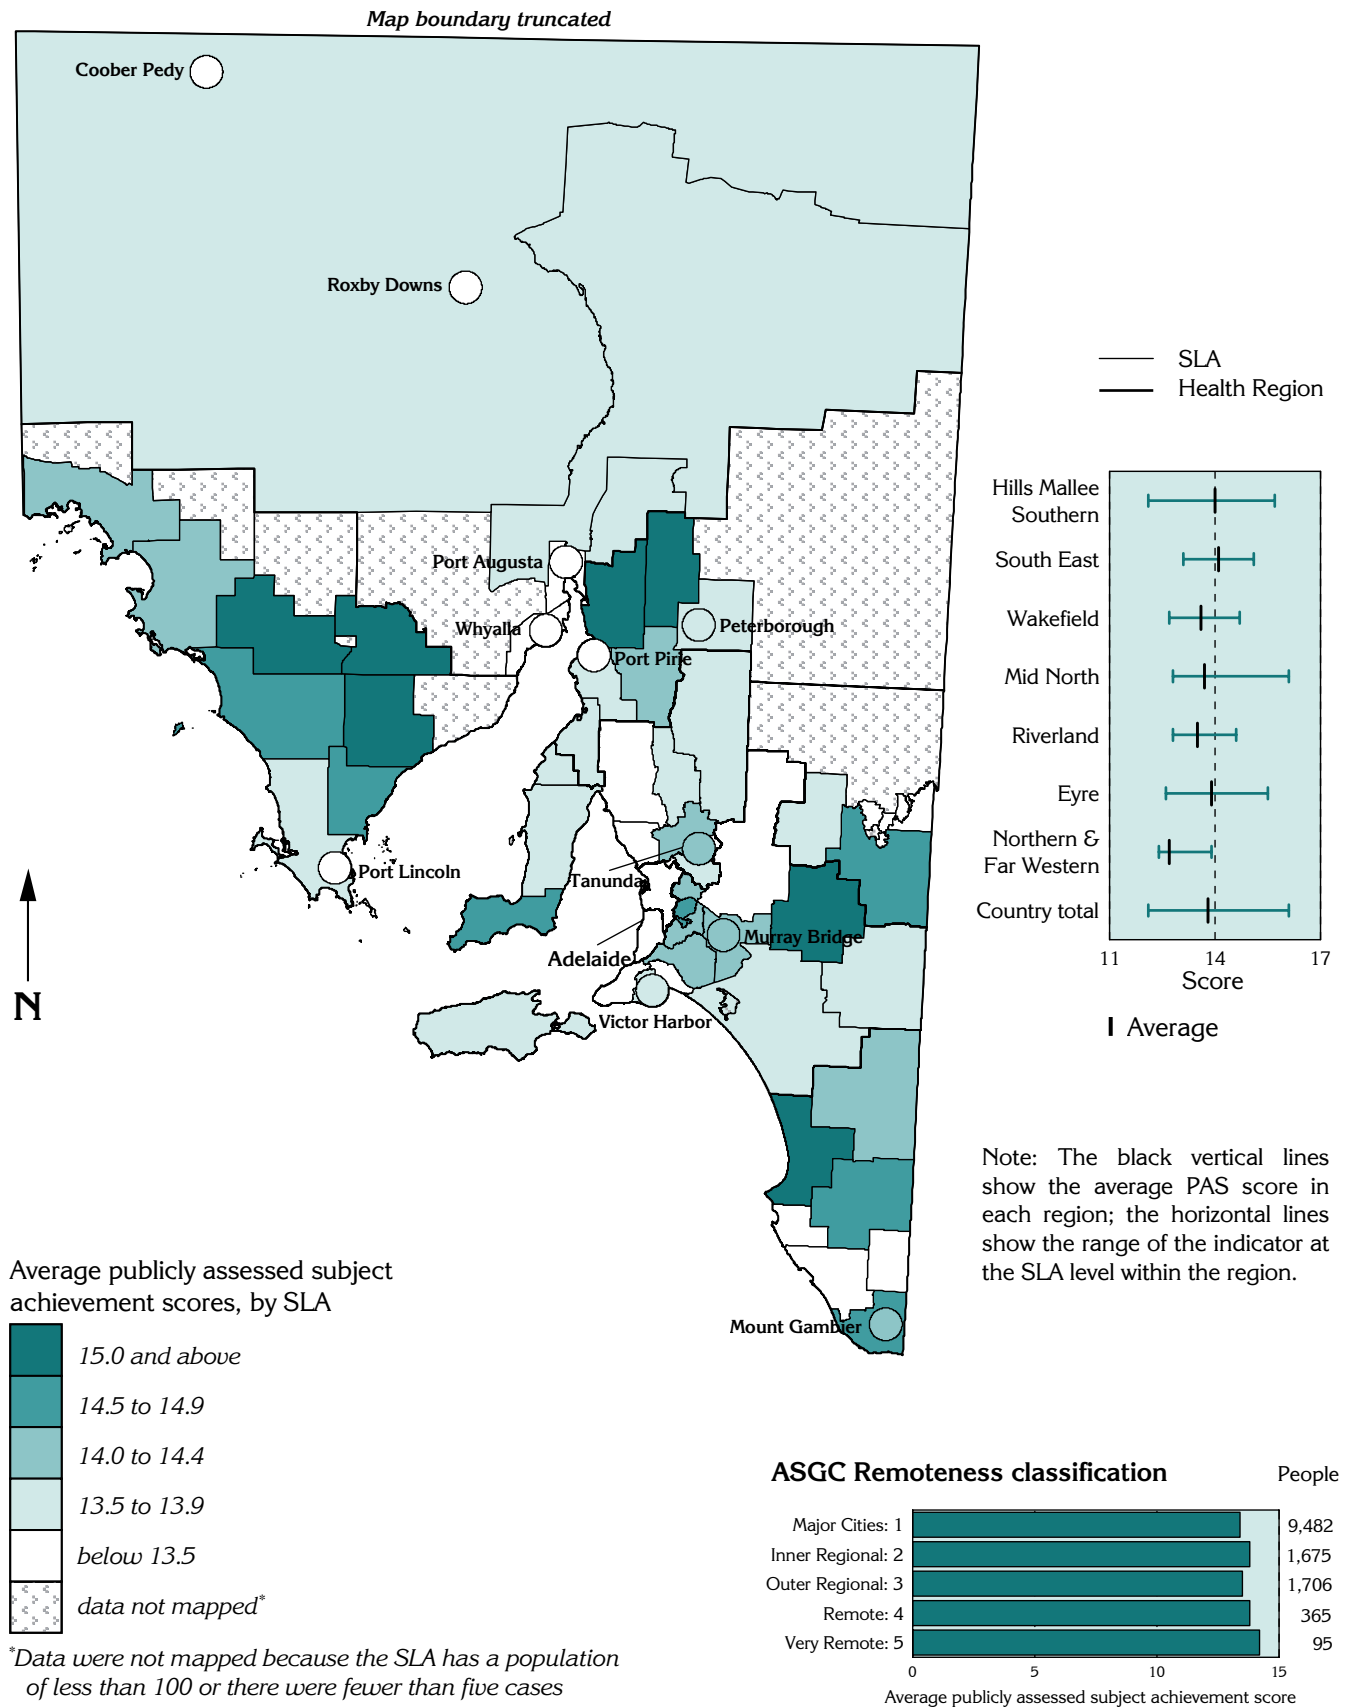 Map boundary truncated
Coober Pedy
Roxby Downs
SLA
Health Region
Port Augusta
Whyalla
Peterborough
Port Pirie
Port Lincoln
Tanunda
Murray Bridge
Adelaide
Victor Harbor
Mount Gambier
N
Hills Mallee
Southern
South East
Wakefield
Mid North
Riverland
Eyre
Northern &
Far Western
Country total
11 14 17
Score
Average
Note: The black vertical lines
show the average PAS score in
each region; the horizontal lines
show the range of the indicator at
the SLA level within the region.
Average publicly assessed subject
achievement scores, by SLA
15.0 and above
14.5 to 14.9
14.0 to 14.4
13.5 to 13.9
below 13.5
data not mapped*
*Data were not mapped because the SLA has a population
of less than 100 or there were fewer than five cases
ASGC Remoteness classification People
Major Cities: 1 9,482
Inner Regional: 2 1,675
Outer Regional: 3 1,706
Remote: 4 365
Very Remote: 5 95
0 5 10 15
Average publicly assessed subject achievement score